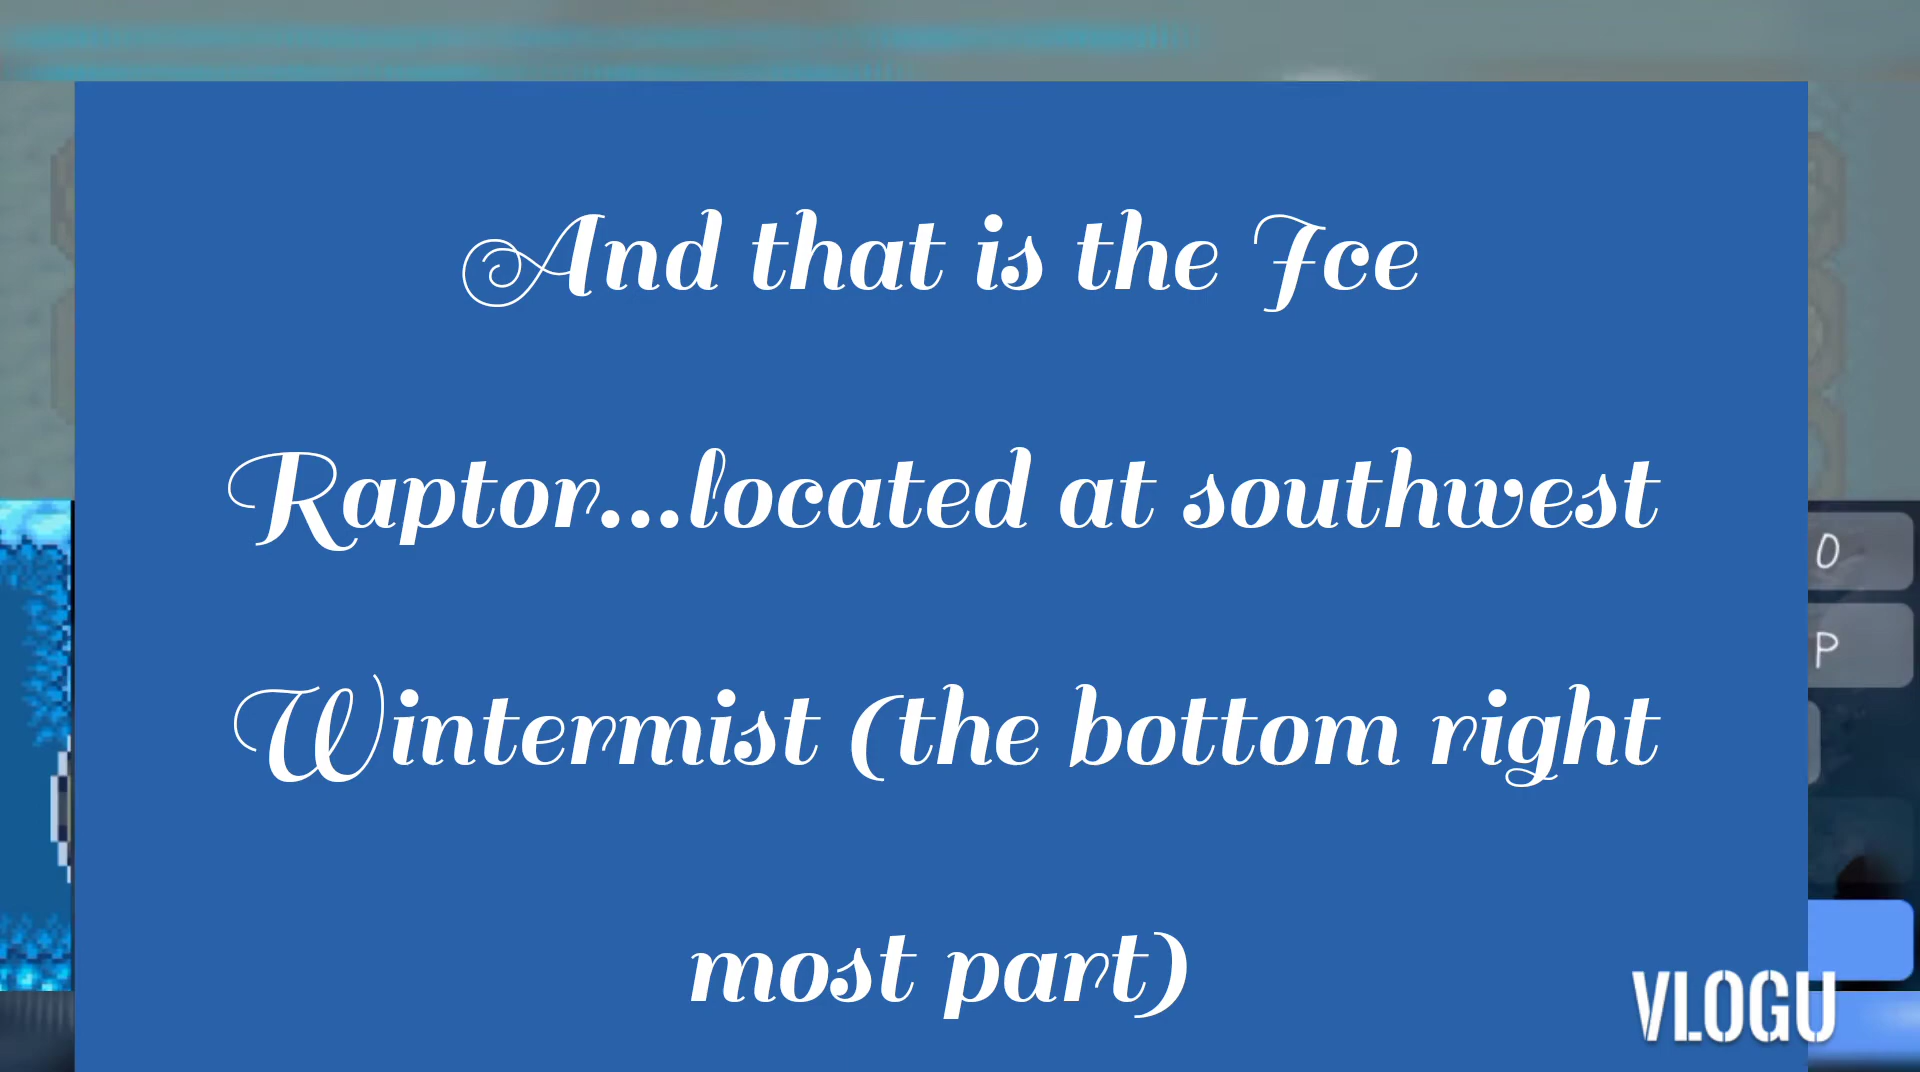 And that is the Ice
Raptor...located at southwest
Wintermist (the bottom right
most part)
O
P
VLOGU